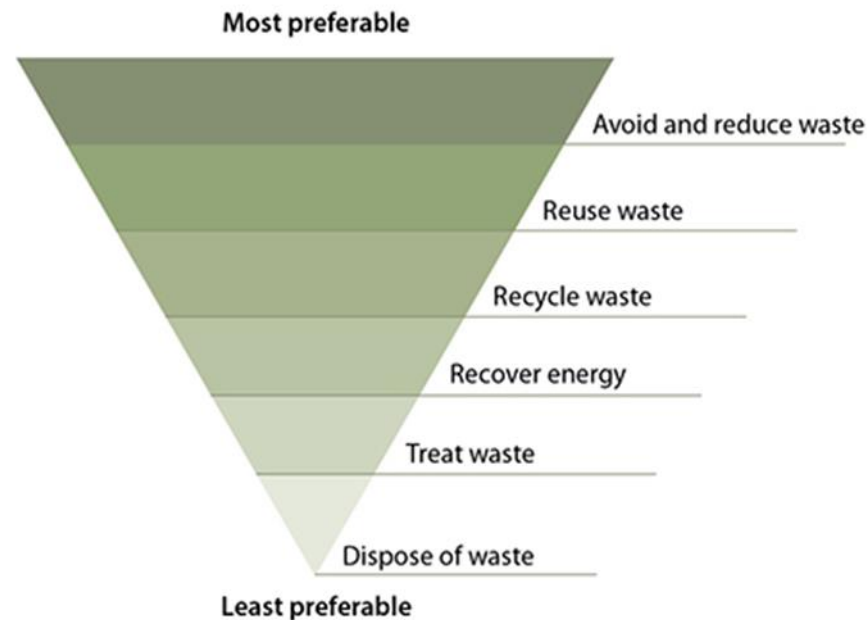 Most preferable
Avoid and reduce waste
Reuse waste
Recycle waste
Recover energy
Treat waste
Dispose of waste
Least preferable